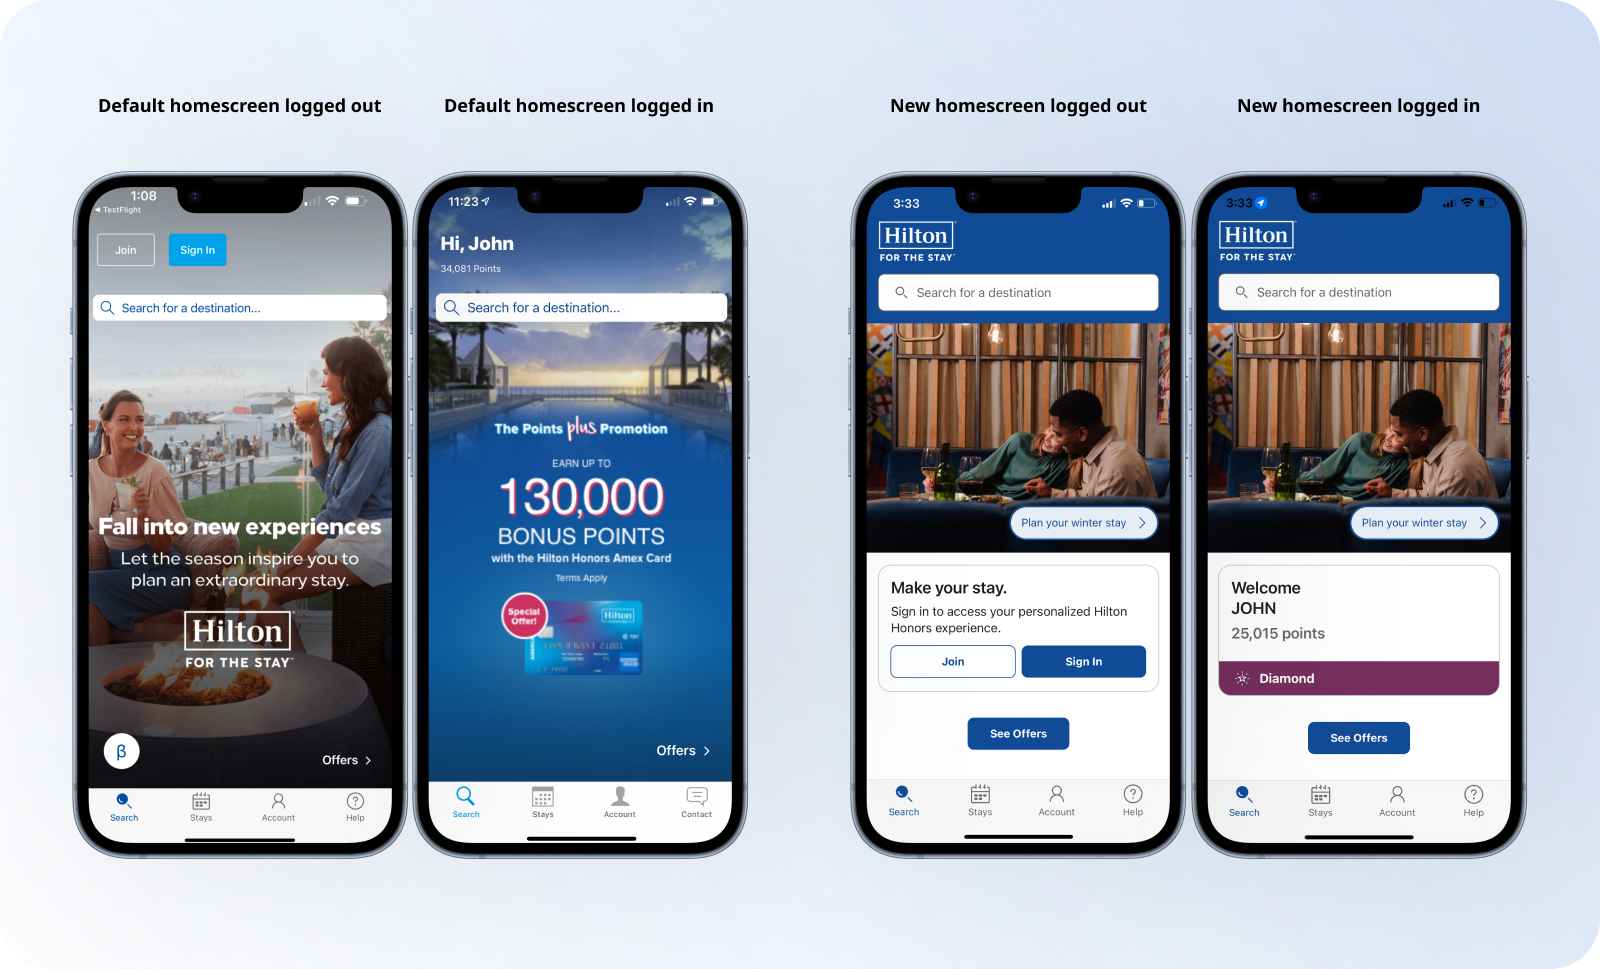 Default homescreen logged out
Default homescreen logged in
New homescreen logged out
New homescreen logged in
1:08
TestFlight
Join
Sign In
Search for a destination...
Fall into new experiences
Let the season inspire you to
plan an extraordinary stay.
Hilton
FOR THE STAY
β
Offers
Search
Stays
Account
Help
11:23
Hi, John
34,081 Points
Search for a destination...
The Points plus Promotion
EARN UP TO
130,000
BONUS POINTS
with the Hilton Honors Amex Card
Terms Apply
Special
Offer!
Hilton
Offers
Search
Stays
Account
Contact
3:33
Hilton
FOR THE STAY
Search for a destination
Plan your winter stay
Make your stay.
Sign in to access your personalized Hilton
Honors experience.
Join
Sign In
See Offers
Search
Stays
Account
Help
3:33
Hilton
FOR THE STAY
Search for a destination
Plan your winter stay
Welcome
JOHN
25,015 points
Diamond
See Offers
Search
Stays
Account
Help